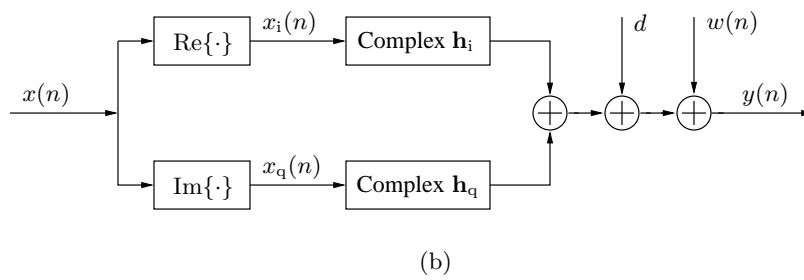 x(n)
Re{·}
x_i(n)
Complex h_i
Im{·}
x_q(n)
Complex h_q
d
w(n)
y(n)
(b)